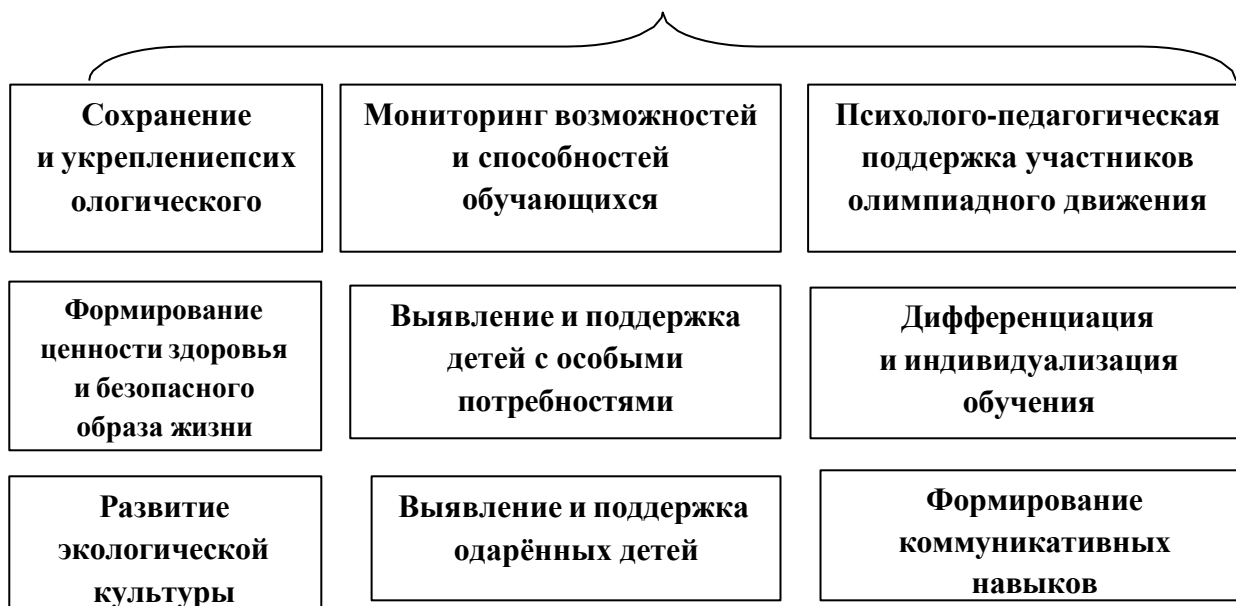 Сохранение
и укреплениепсих
ологического
Мониторинг возможностей
и способностей
обучающихся
Психолого-педагогическая
поддержка участников
олимпиадного движения
Формирование
ценности здоровья
и безопасного
образа жизни
Выявление и поддержка
детей с особыми
потребностями
Дифференциация
и индивидуализация
обучения
Развитие
экологической
культуры
Выявление и поддержка
одарённых детей
Формирование
коммуникативных
навыков